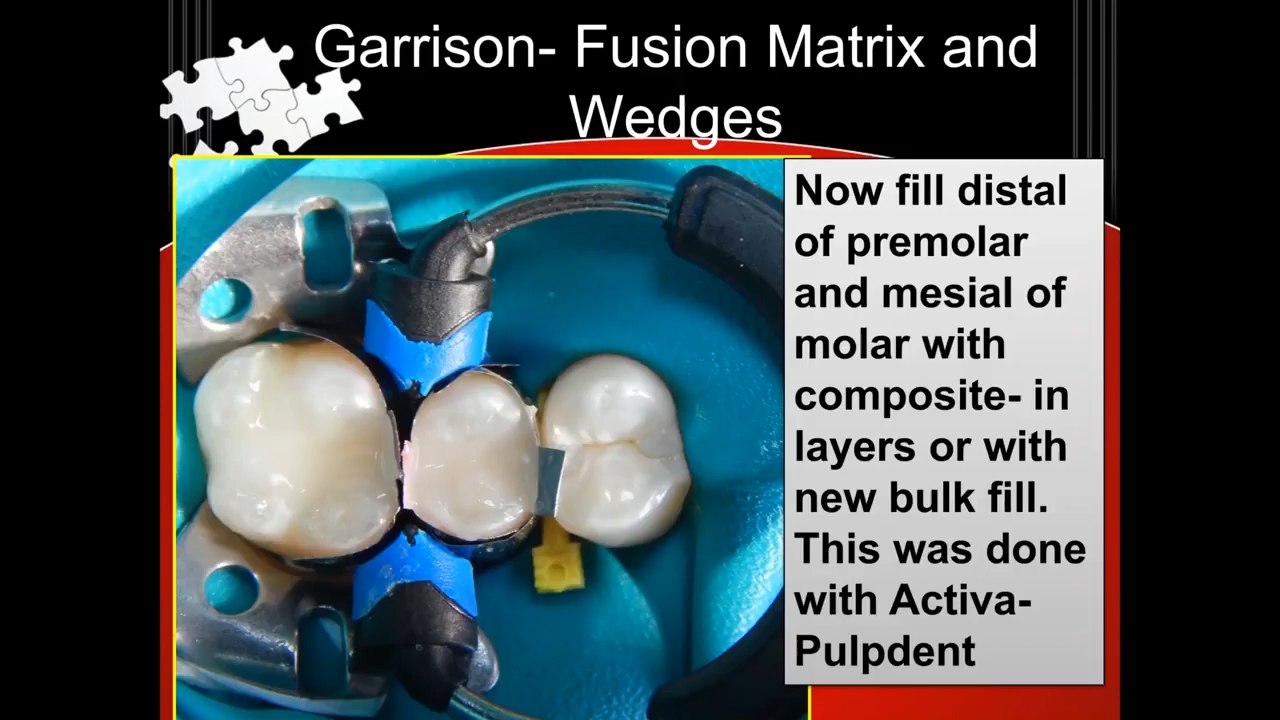 Garrison- Fusion Matrix and
Wedges
Now fill distal
of premolar
and mesial of
molar with
composite- in
layers or with
new bulk fill.
This was done
with Activa-
Pulpdent